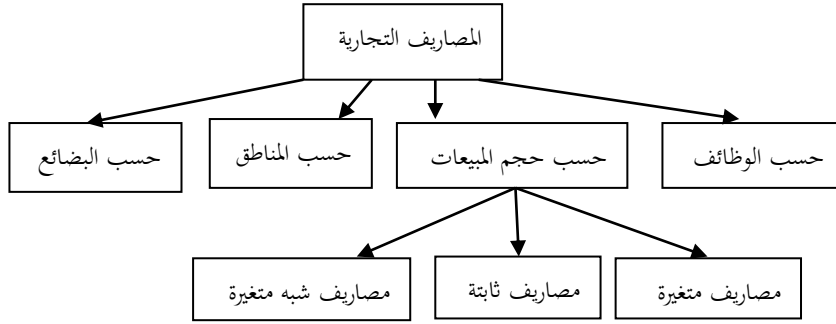 المصاريف التجارية
حسب الوظائف
حسب حجم المبيعات
حسب المناطق
حسب البضائع
مصاريف متغيرة
مصاريف ثابتة
مصاريف شبه متغيرة